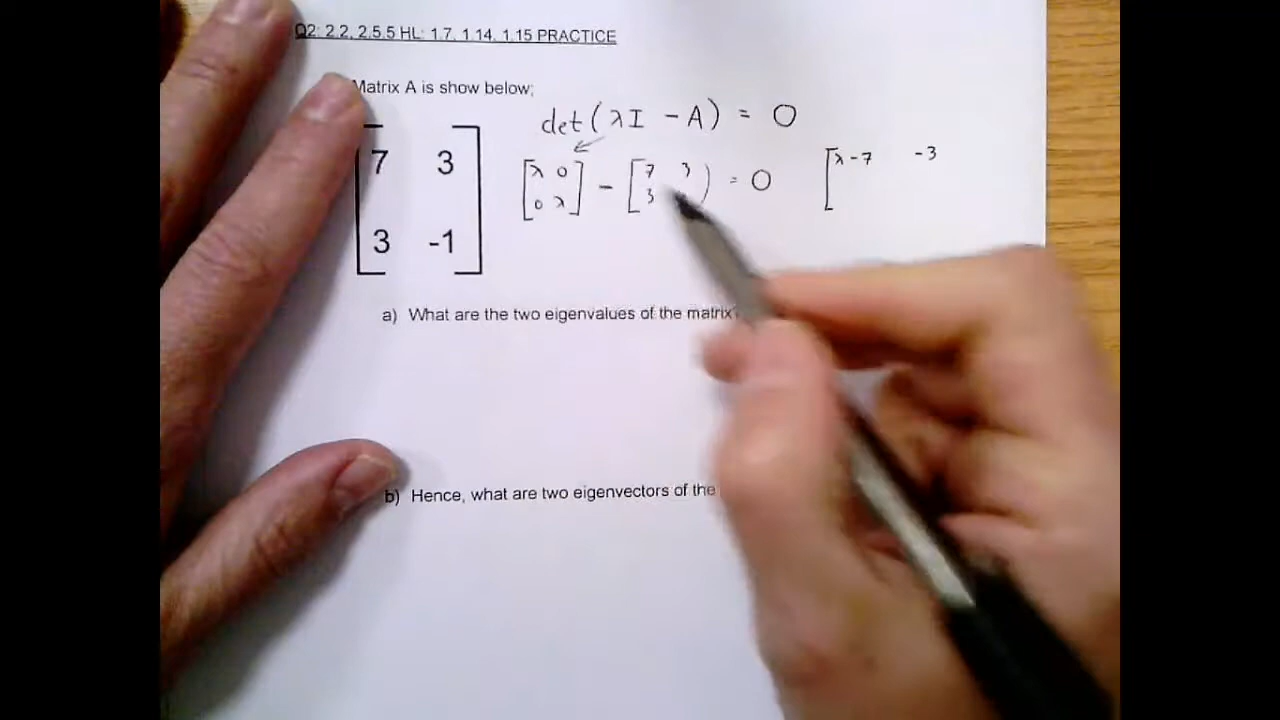 Q2: 2.2, 2.5.5 HL: 1.7, 1.14, 1.15 PRACTICE
Matrix A is show below;
det(λI - A) = 0
7 3
3 -1
[λ 0
0 λ] - [7 3
3 ) = 0
[λ-7 -3
a) What are the two eigenvalues of the matrix?
b) Hence, what are two eigenvectors of the